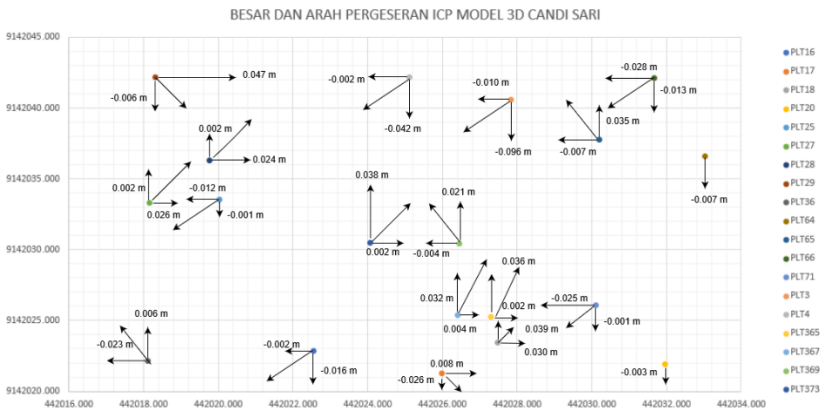 BESAR DAN ARAH PERGESERAN ICP MODEL 3D CANDI SARI
9142045.000
9142040.000
9142035.000
9142030.000
9142025.000
9142020.000
442016.000 442018.000 442020.000 442022.000 442024.000 442026.000 442028.000 442030.000 442032.000 442034.000
0.047 m
-0.006 m
-0.002 m
-0.042 m
-0.010 m
-0.096 m
-0.028 m
-0.013 m
0.035 m
-0.007 m
-0.007 m
0.002 m
0.024 m
0.002 m
0.026 m
-0.012 m
-0.001 m
0.038 m
0.002 m
0.021 m
-0.004 m
0.036 m
0.032 m
0.004 m
0.002 m
0.039 m
0.030 m
-0.025 m
-0.001 m
0.006 m
-0.023 m
-0.002 m
-0.016 m
0.008 m
-0.026 m
-0.003 m
PLT16
PLT17
PLT18
PLT20
PLT25
PLT27
PLT28
PLT29
PLT36
PLT64
PLT65
PLT66
PLT71
PLT3
PLT4
PLT365
PLT367
PLT369
PLT373